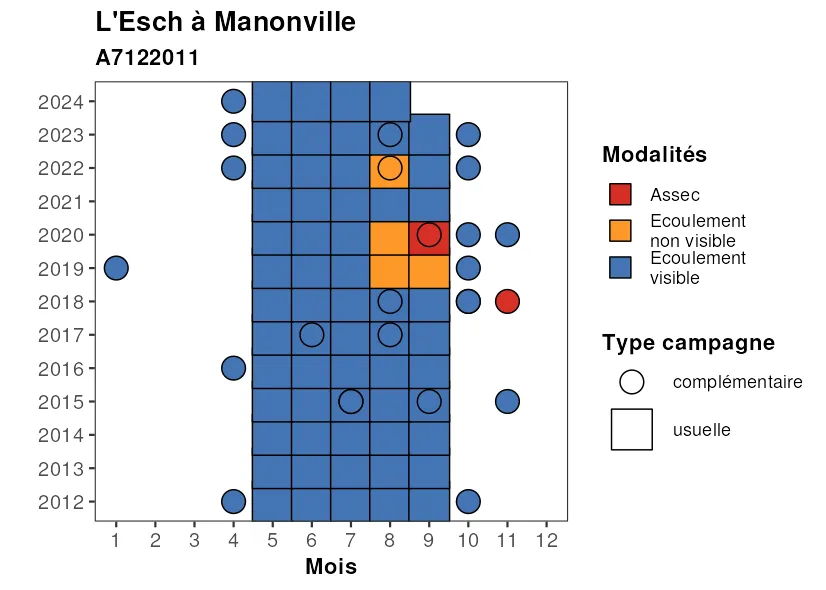 L'Esch à Manonville
A7122011
2024
2023
2022
2021
2020
2019
2018
2017
2016
2015
2014
2013
2012
1 2 3 4 5 6 7 8 9 10 11 12
Mois
Modalités
Assec
Ecoulement
non visible
Ecoulement
visible
Type campagne
complémentaire
usuelle